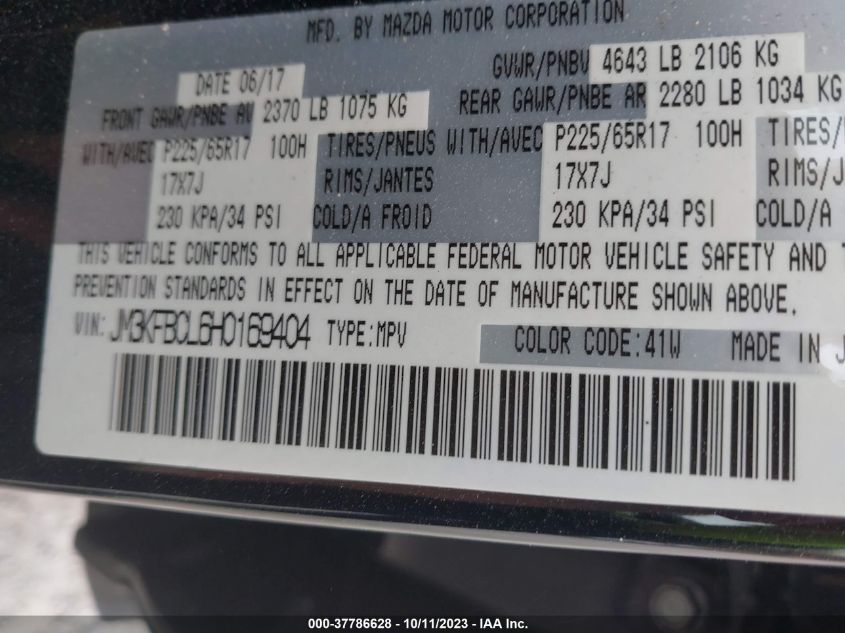 MFD. BY MAZDA MOTOR CORPORATION
DATE 06/17 GVWR/PNBV 4643 LB 2106 KG
FRONT GAWR/PNBE AV 2370 LB 1075 KG REAR GAWR/PNBE AR 2280 LB 1034 KG
WITH/AVEC P225/65R17 100H TIRES/PNEUS WITH/AVEC P225/65R17 100H TIRES/
17X7J RIMS/JANTES 17X7J RIMS/J
230 KPA/34 PSI COLD/A FROID 230 KPA/34 PSI COLD/A
THIS VEHICLE CONFORMS TO ALL APPLICABLE FEDERAL MOTOR VEHICLE SAFETY AND T
PREVENTION STANDARDS IN EFFECT ON THE DATE OF MANUFACTURE SHOWN ABOVE.
VIN: JM3KFBCL6H0169404 TYPE:MPV COLOR CODE:41W MADE IN J
000-37786628 - 10/11/2023 - IAA Inc.